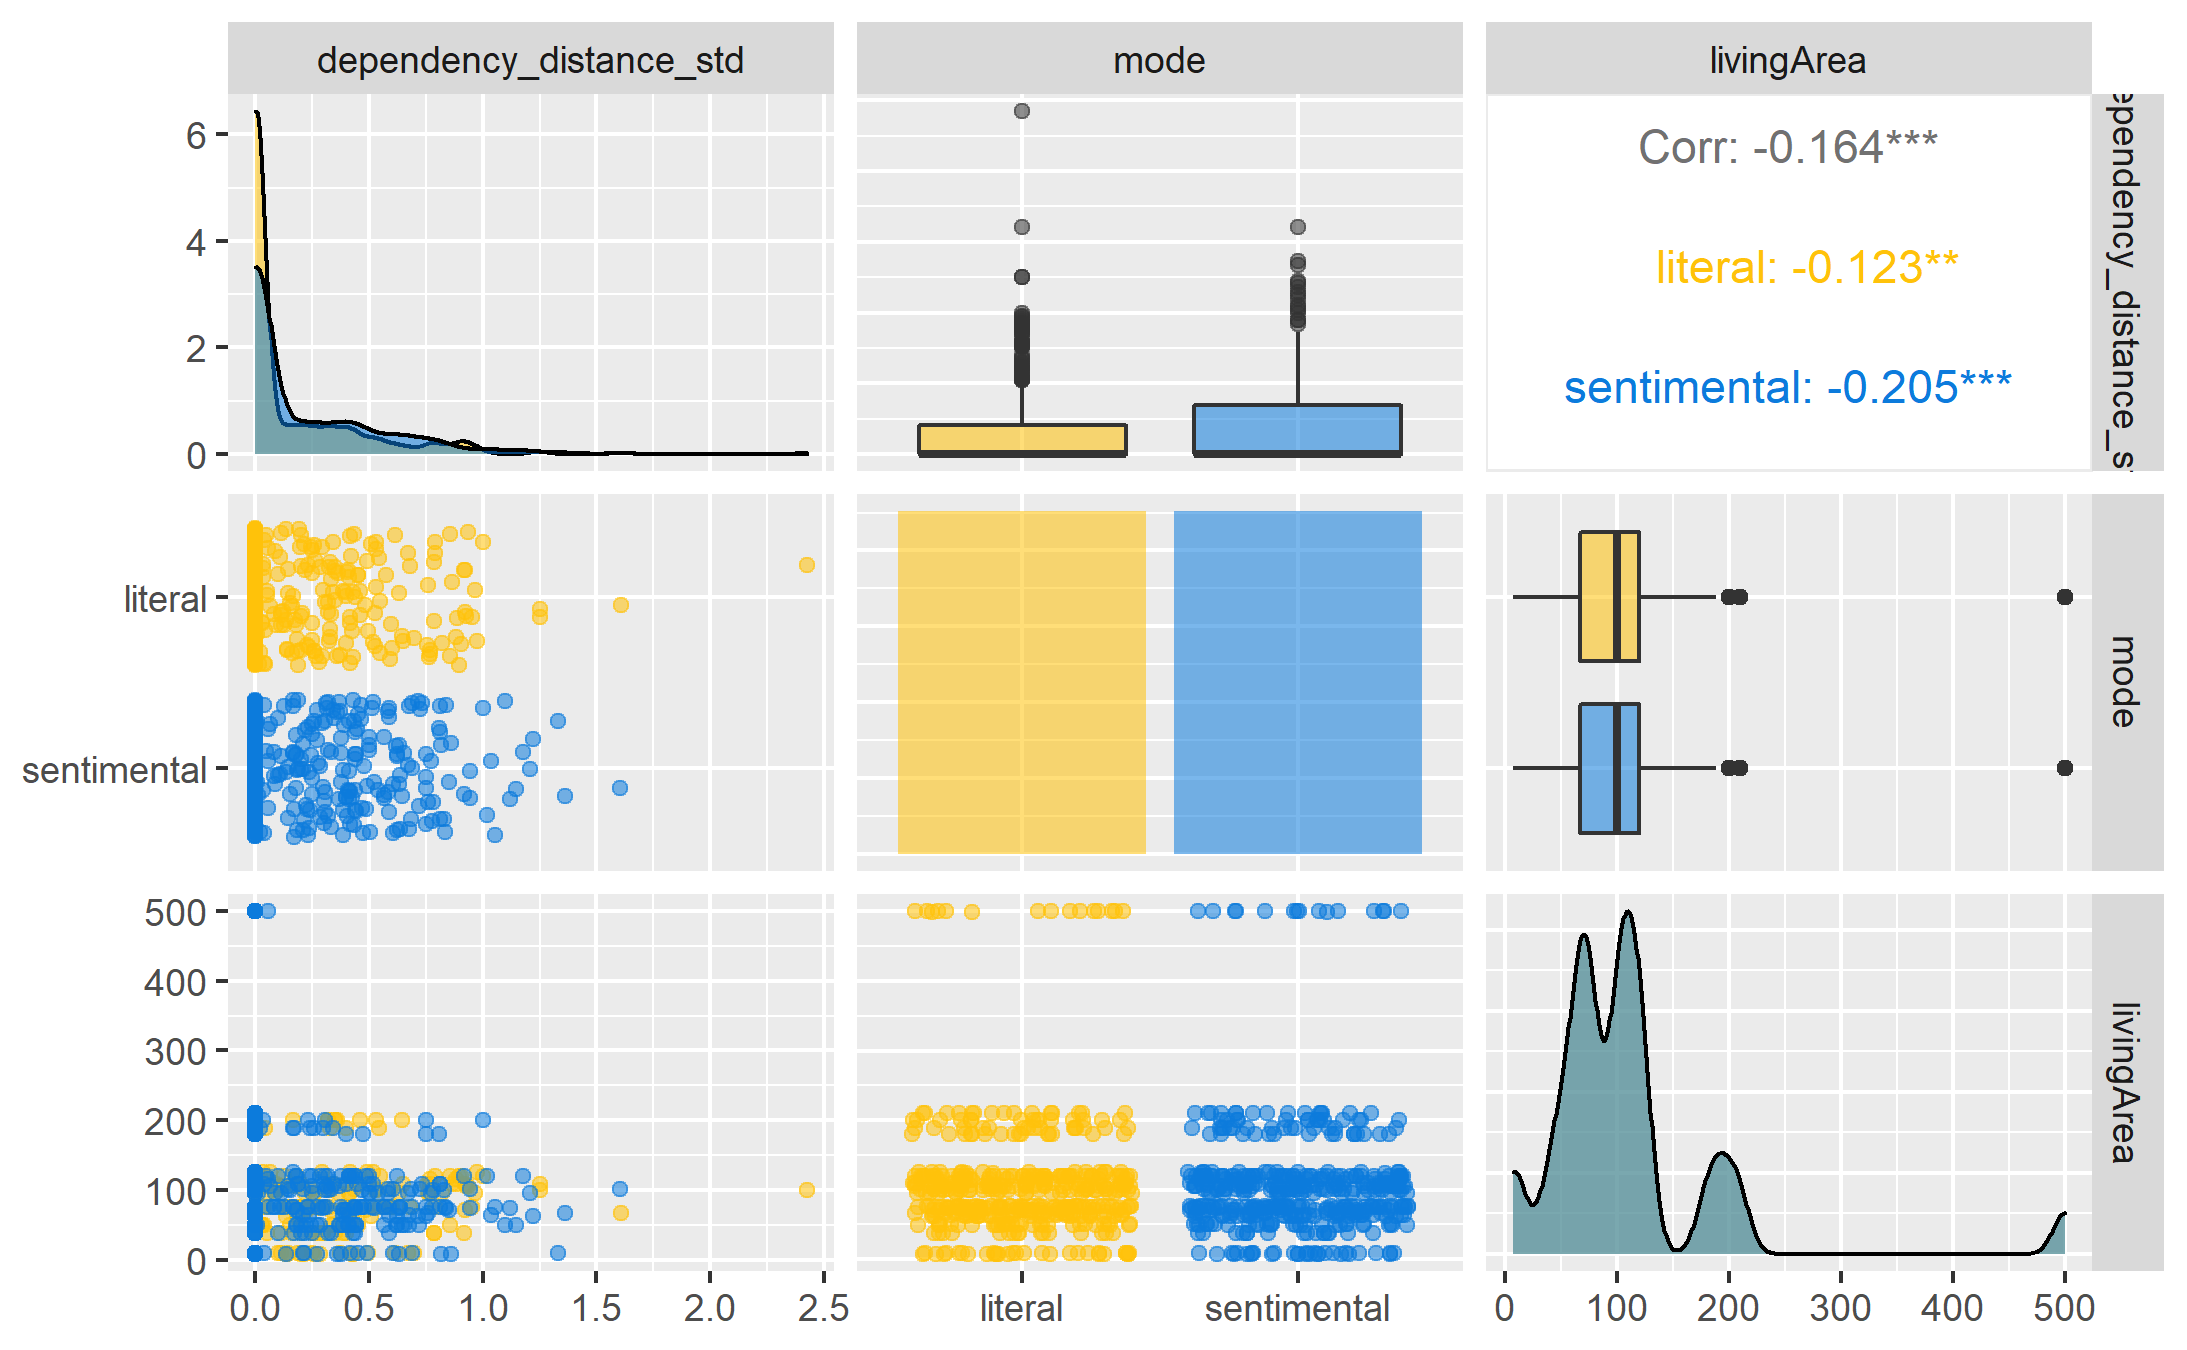 dependency_distance_std
mode
livingArea
6
4
2
0
Corr: -0.164***
literal: -0.123**
sentimental: -0.205***
ependency_distance_s
literal
sentimental
mode
500
400
300
200
100
0
livingArea
0.0 0.5 1.0 1.5 2.0 2.5
literal sentimental
0 100 200 300 400 500